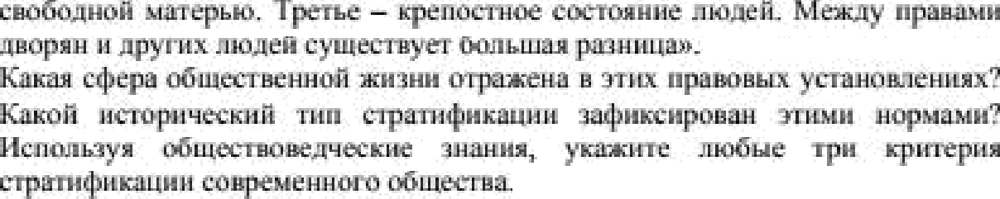 свободной матерью. Третье – крепостное состояние людей. Между правами
дворян и других людей существует большая разница».
Какая сфера общественной жизни отражена в этих правовых установлениях?
Какой исторический тип стратификации зафиксирован этими нормами?
Используя обществоведческие знания, укажите любые три критерия
стратификации современного общества.